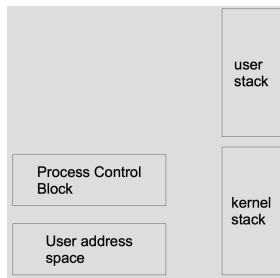 user
stack
Process Control
Block
kernel
stack
User address
space